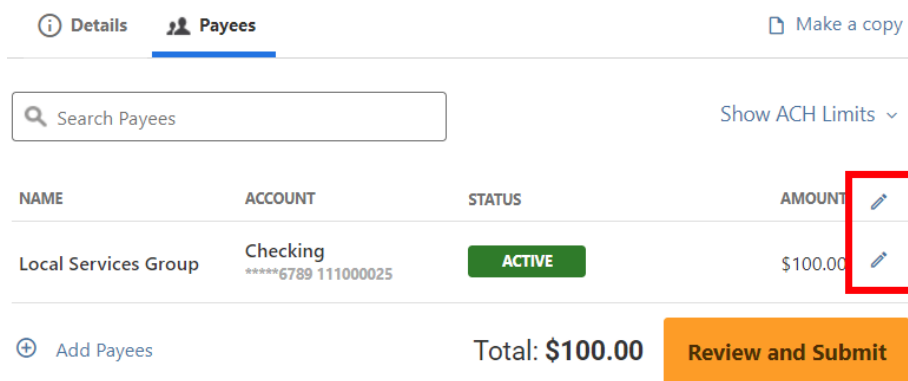 Details Payees Make a copy
Search Payees Show ACH Limits
NAME ACCOUNT STATUS AMOUNT
Local Services Group Checking ACTIVE $100.00
*****6789 111000025
Add Payees Total: $100.00 Review and Submit